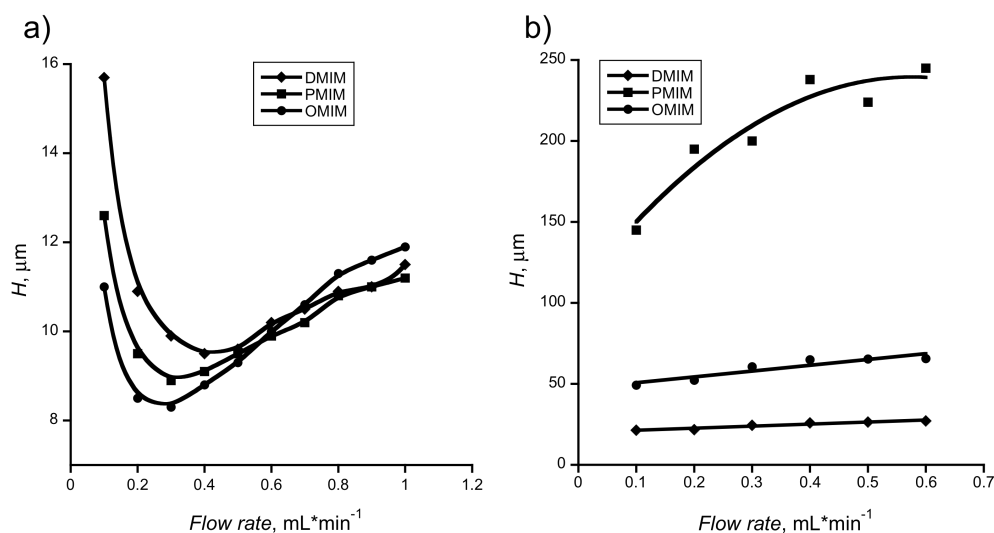 a)
16
14
12
10
8
H, μm
DMIM
PMIM
OMIM
0 0.2 0.4 0.6 0.8 1 1.2
Flow rate, mL*min-1
b)
250
200
150
100
50
0
H, μm
DMIM
PMIM
OMIM
0 0.1 0.2 0.3 0.4 0.5 0.6 0.7
Flow rate, mL*min-1